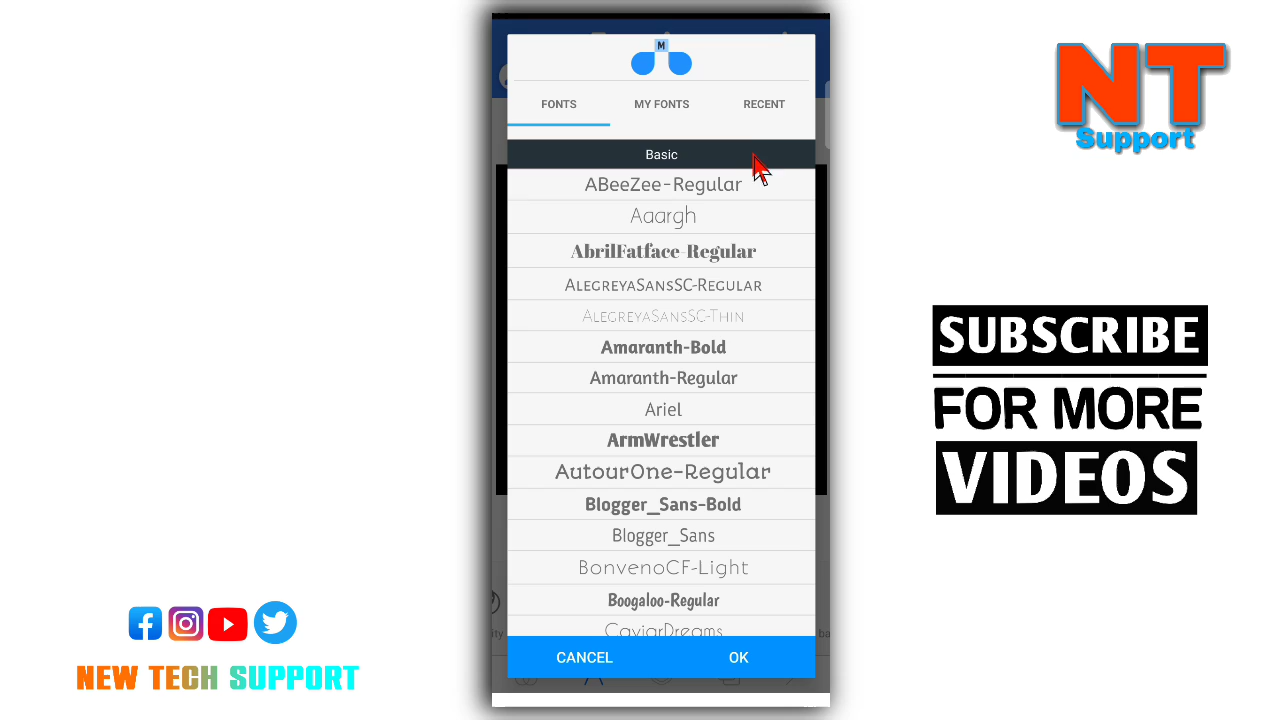 M
FONTS
MY FONTS
RECENT
Basic
ABeeZee-Regular
Aaargh
AbrilFatface-Regular
AlegreyaSansSC-Regular
AlegreyaSansSC-Thin
Amaranth-Bold
Amaranth-Regular
Ariel
ArmWrestler
AutourOne-Regular
Blogger_Sans-Bold
Blogger_Sans
BonvenoCF-Light
Boogaloo-Regular
CaviarDreams
CANCEL
OK
NT
Support
SUBSCRIBE
FOR MORE
VIDEOS
NEW TECH SUPPORT